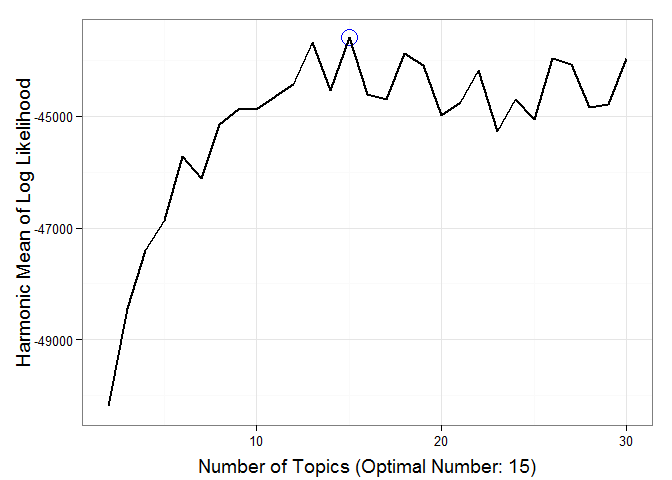 Harmonic Mean of Log Likelihood
-45000
-47000
-49000
10 20 30
Number of Topics (Optimal Number: 15)